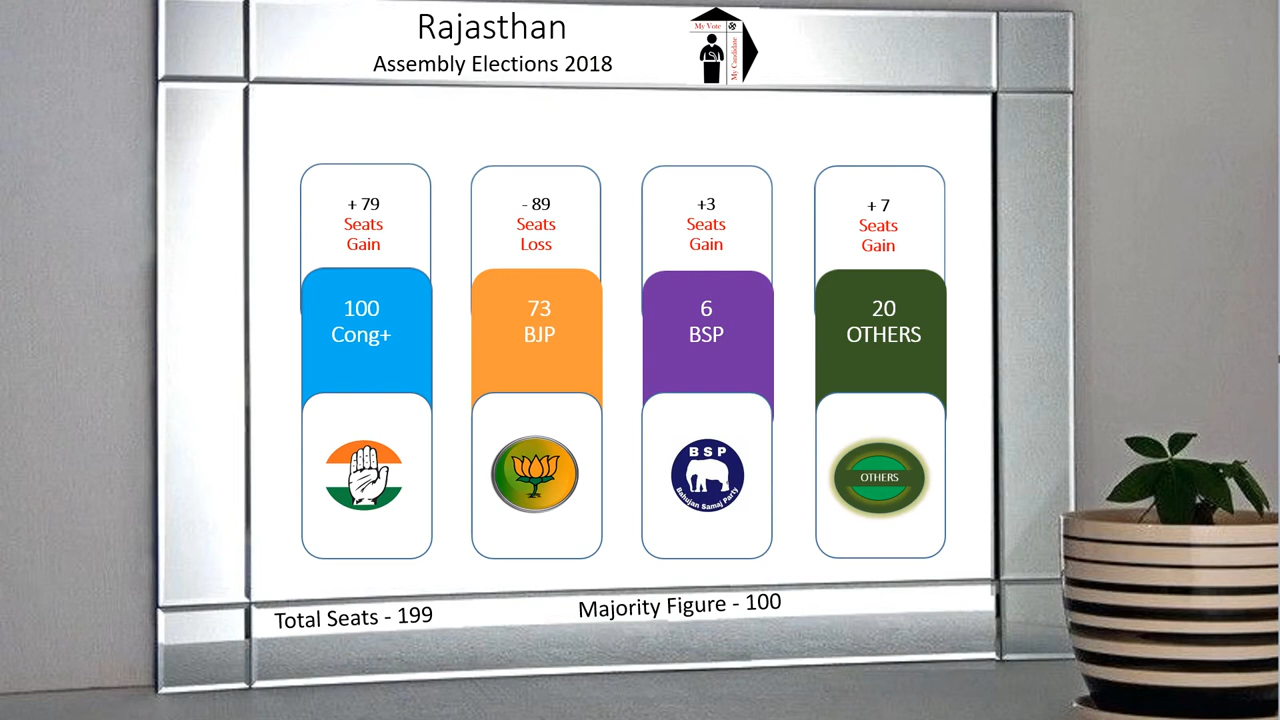 Rajasthan
Assembly Elections 2018
My Vote
My Candidate
+ 79
Seats
Gain
- 89
Seats
Loss
+3
Seats
Gain
+ 7
Seats
Gain
100
Cong+
73
BJP
6
BSP
20
OTHERS
BSP
Bahujan Samaj Party
OTHERS
Total Seats - 199
Majority Figure - 100